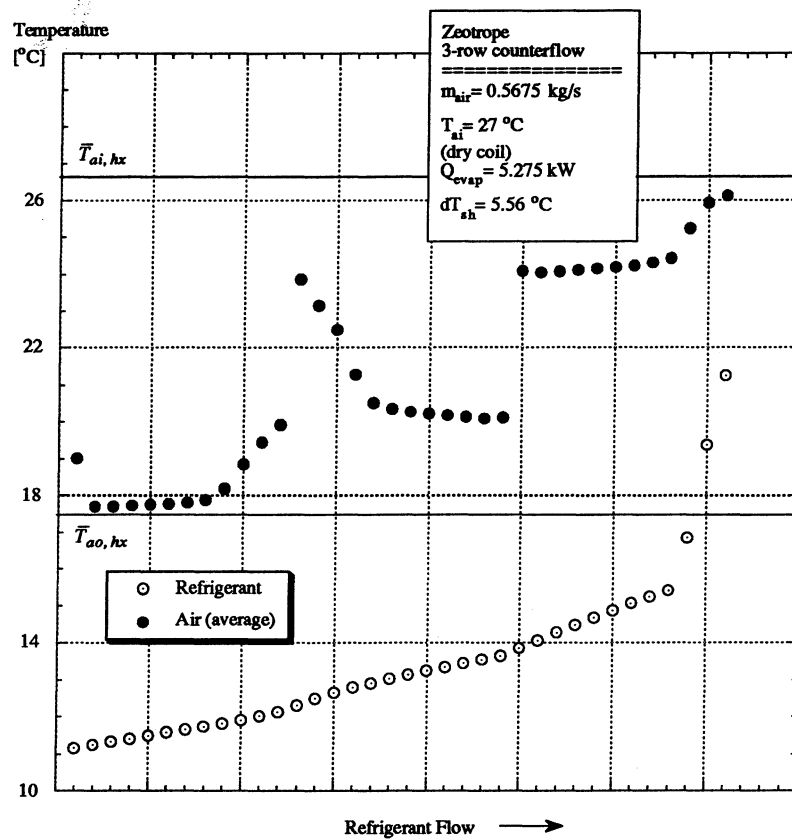 Temperature
[°C]
Zeotrope
3-row counterflow
================
m_air= 0.5675 kg/s
T_ai= 27 °C
(dry coil)
Q_evap= 5.275 kW
dT_sh= 5.56 °C
T̅_ai, hx
26
22
18
T̅_ao, hx
Refrigerant
Air (average)
14
10
Refrigerant Flow